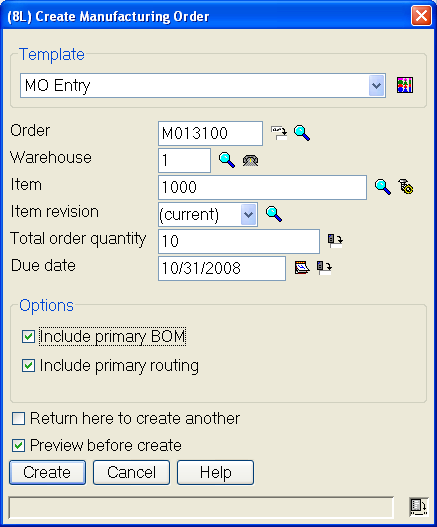 (8L) Create Manufacturing Order
Template
MO Entry
Order M013100
Warehouse 1
Item 1000
Item revision (current)
Total order quantity 10
Due date 10/31/2008
Options
Include primary BOM
Include primary routing
Return here to create another
Preview before create
Create Cancel Help